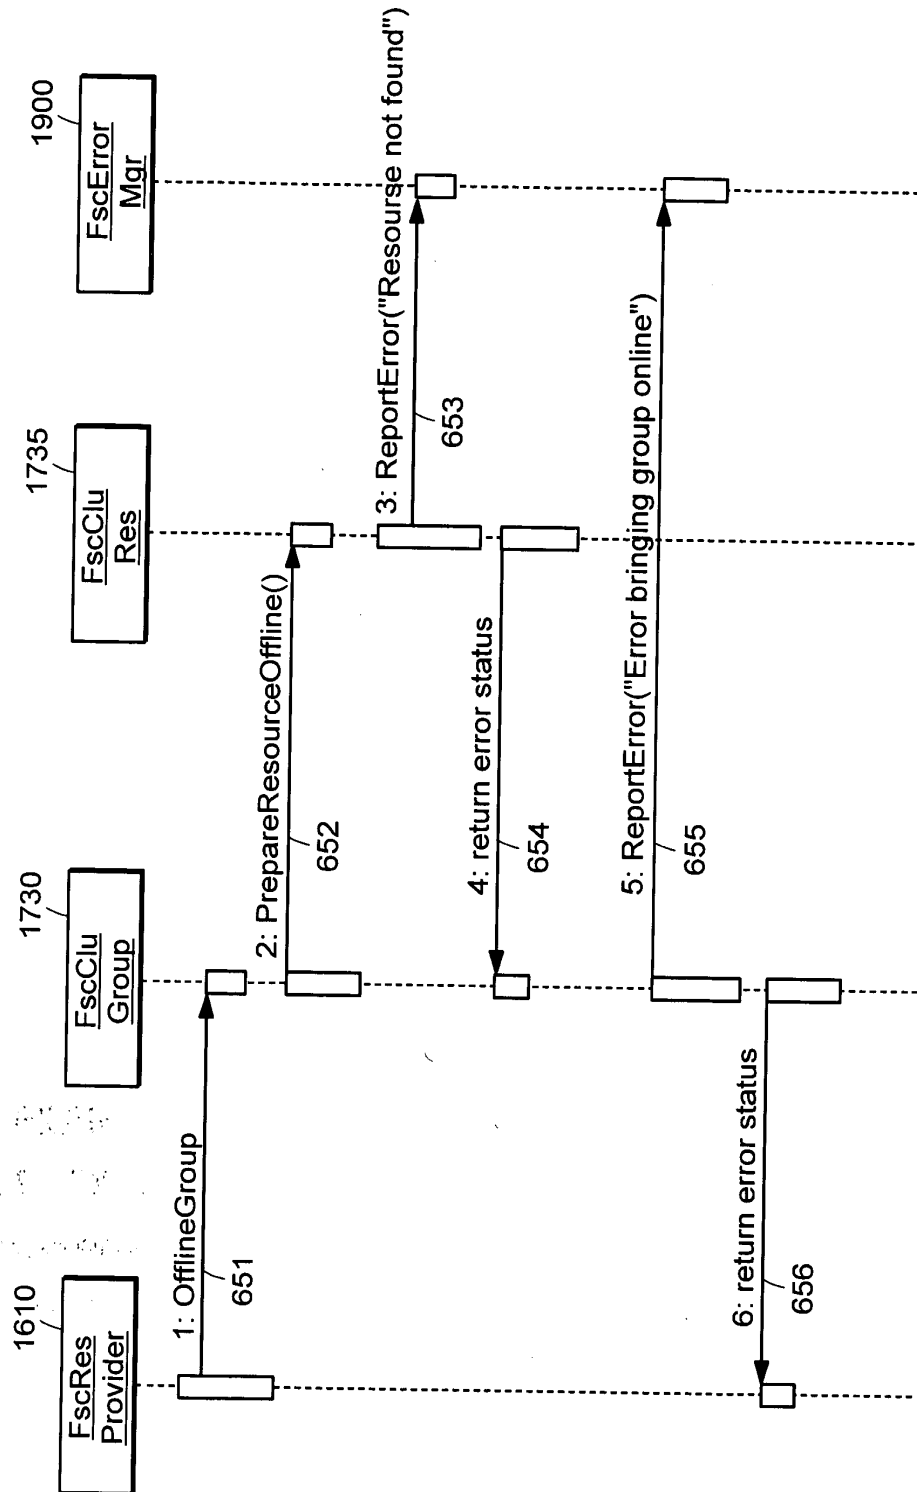 1610
FscRes
Provider
1730
FscClu
Group
1735
FscClu
Res
1900
FscError
Mgr
1: OfflineGroup
651
2: PrepareResourceOffline()
652
3: ReportError("Resourse not found")
653
4: return error status
654
5: ReportError("Error bringing group online")
655
6: return error status
656